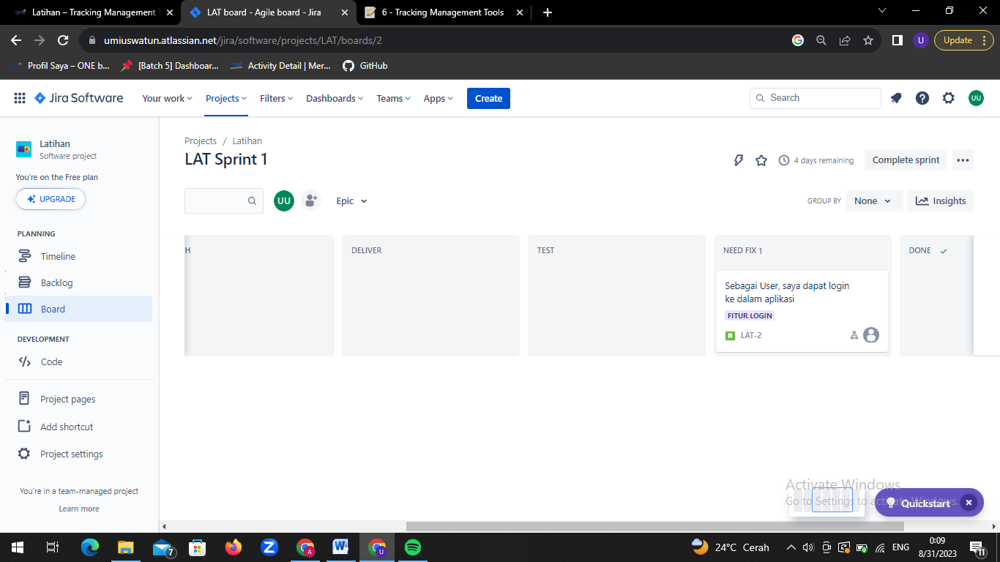 Latihan – Tracking Management
LAT board - Agile board - Jira
6 - Tracking Management Tools
umiuswatun.atlassian.net/jira/software/projects/LAT/boards/2
U
Update
Profil Saya – ONE b...
[Batch 5] Dashboar...
Activity Detail | Mer...
GitHub
Jira Software
Your work
Projects
Filters
Dashboards
Teams
Apps
Create
Search
UU
Latihan
Software project
You're on the Free plan
UPGRADE
PLANNING
Timeline
Backlog
Board
DEVELOPMENT
Code
Project pages
Add shortcut
Project settings
You're in a team-managed project
Learn more
Projects / Latihan
LAT Sprint 1
4 days remaining
Complete sprint
UU
Epic
GROUP BY
None
Insights
H
DELIVER
TEST
NEED FIX 1
DONE
Sebagai User, saya dapat login
ke dalam aplikasi
FITUR LOGIN
LAT-2
Activate Windows
Go to Settings to activate Windows.
Quickstart
7
A
U
24°C Cerah
ENG
0:09
8/31/2023
11